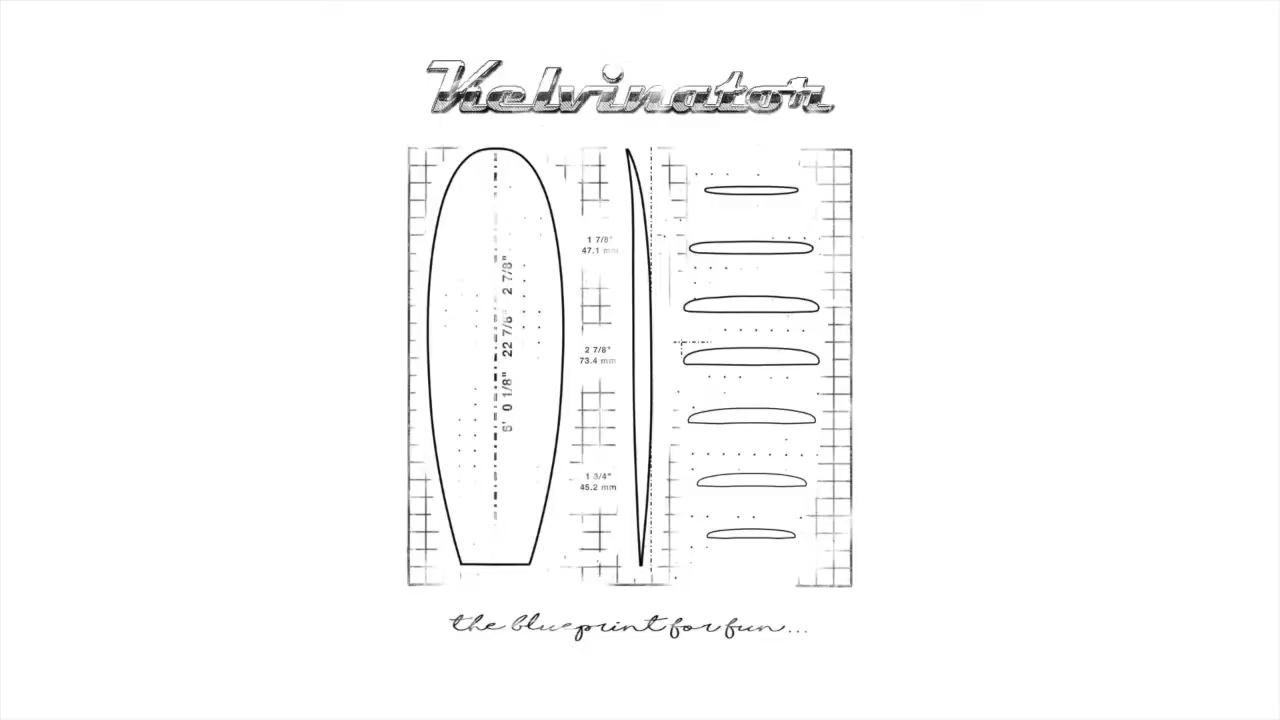 Kelvinator
6' 0 1/8" 22 7/8" 2 7/8"
1 7/8"
47.1 mm
2 7/8"
73.4 mm
1 3/4"
45.2 mm
the blueprint for fun...